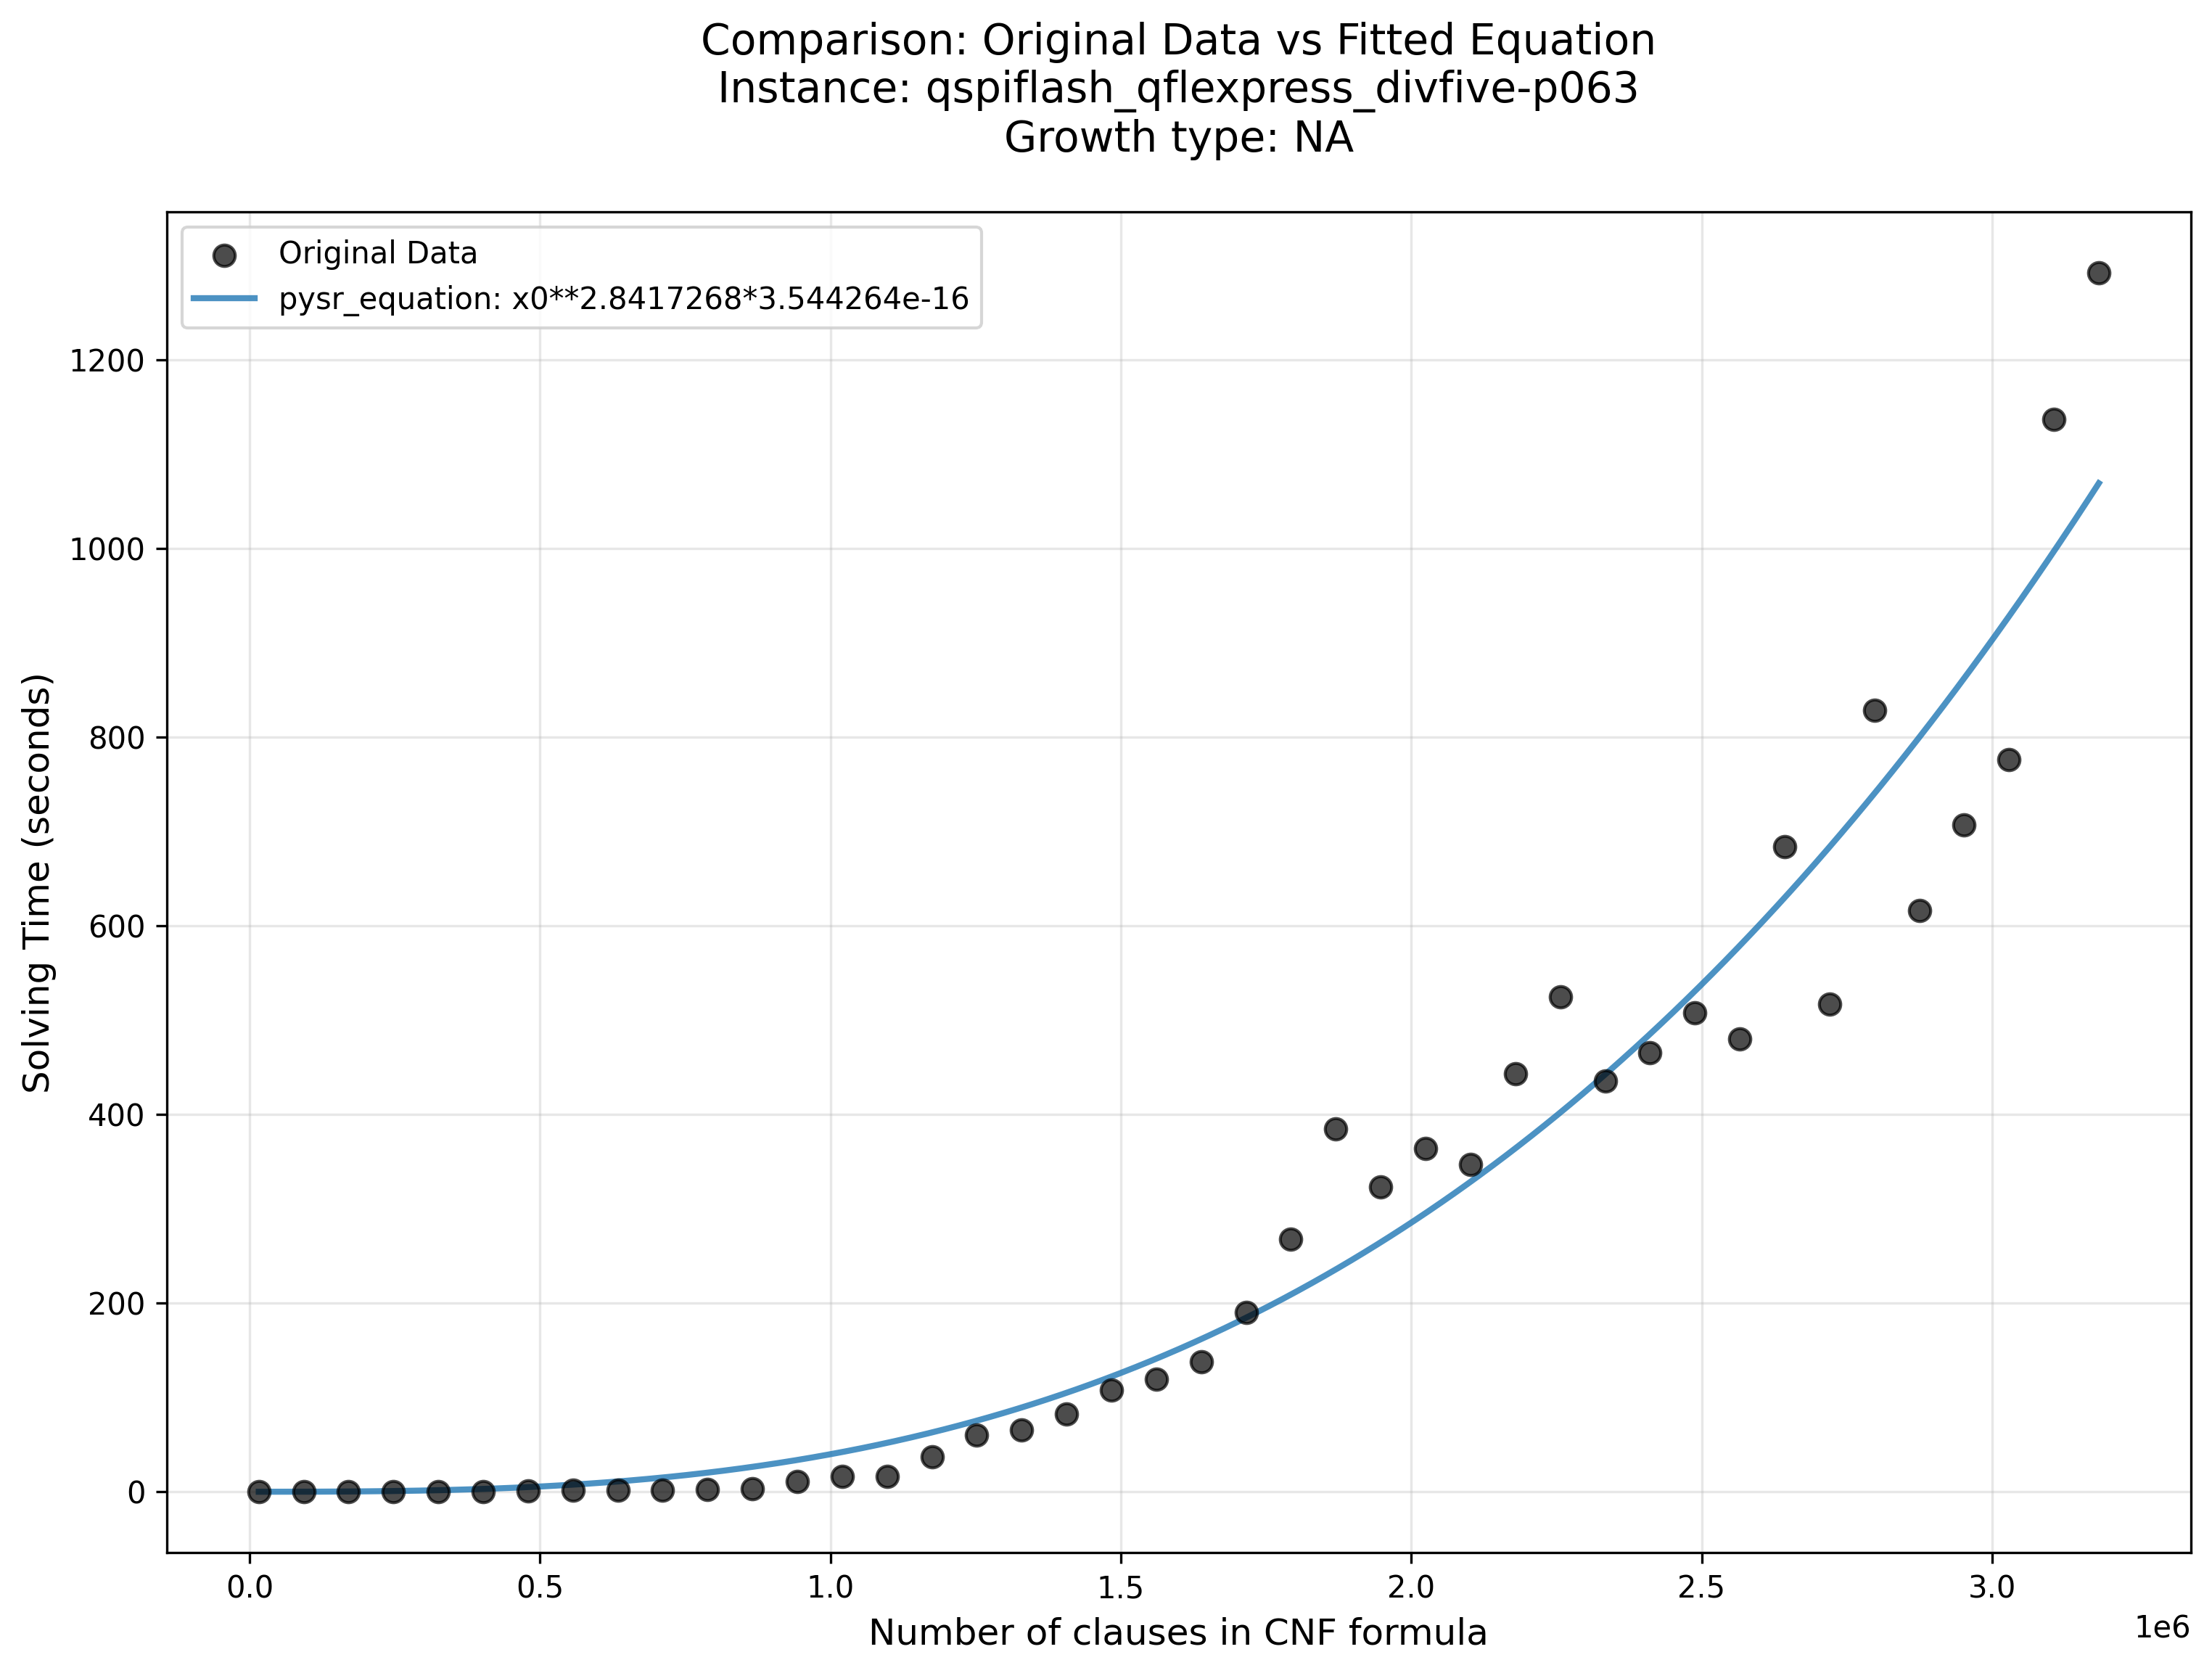 Comparison: Original Data vs Fitted Equation
Instance: qspiflash_qflexpress_divfive-p063
Growth type: NA
Original Data
pysr_equation: x0**2.8417268*3.544264e-16
Solving Time (seconds)
1200
1000
800
600
400
200
0
0.0 0.5 1.0 1.5 2.0 2.5 3.0
1e6
Number of clauses in CNF formula